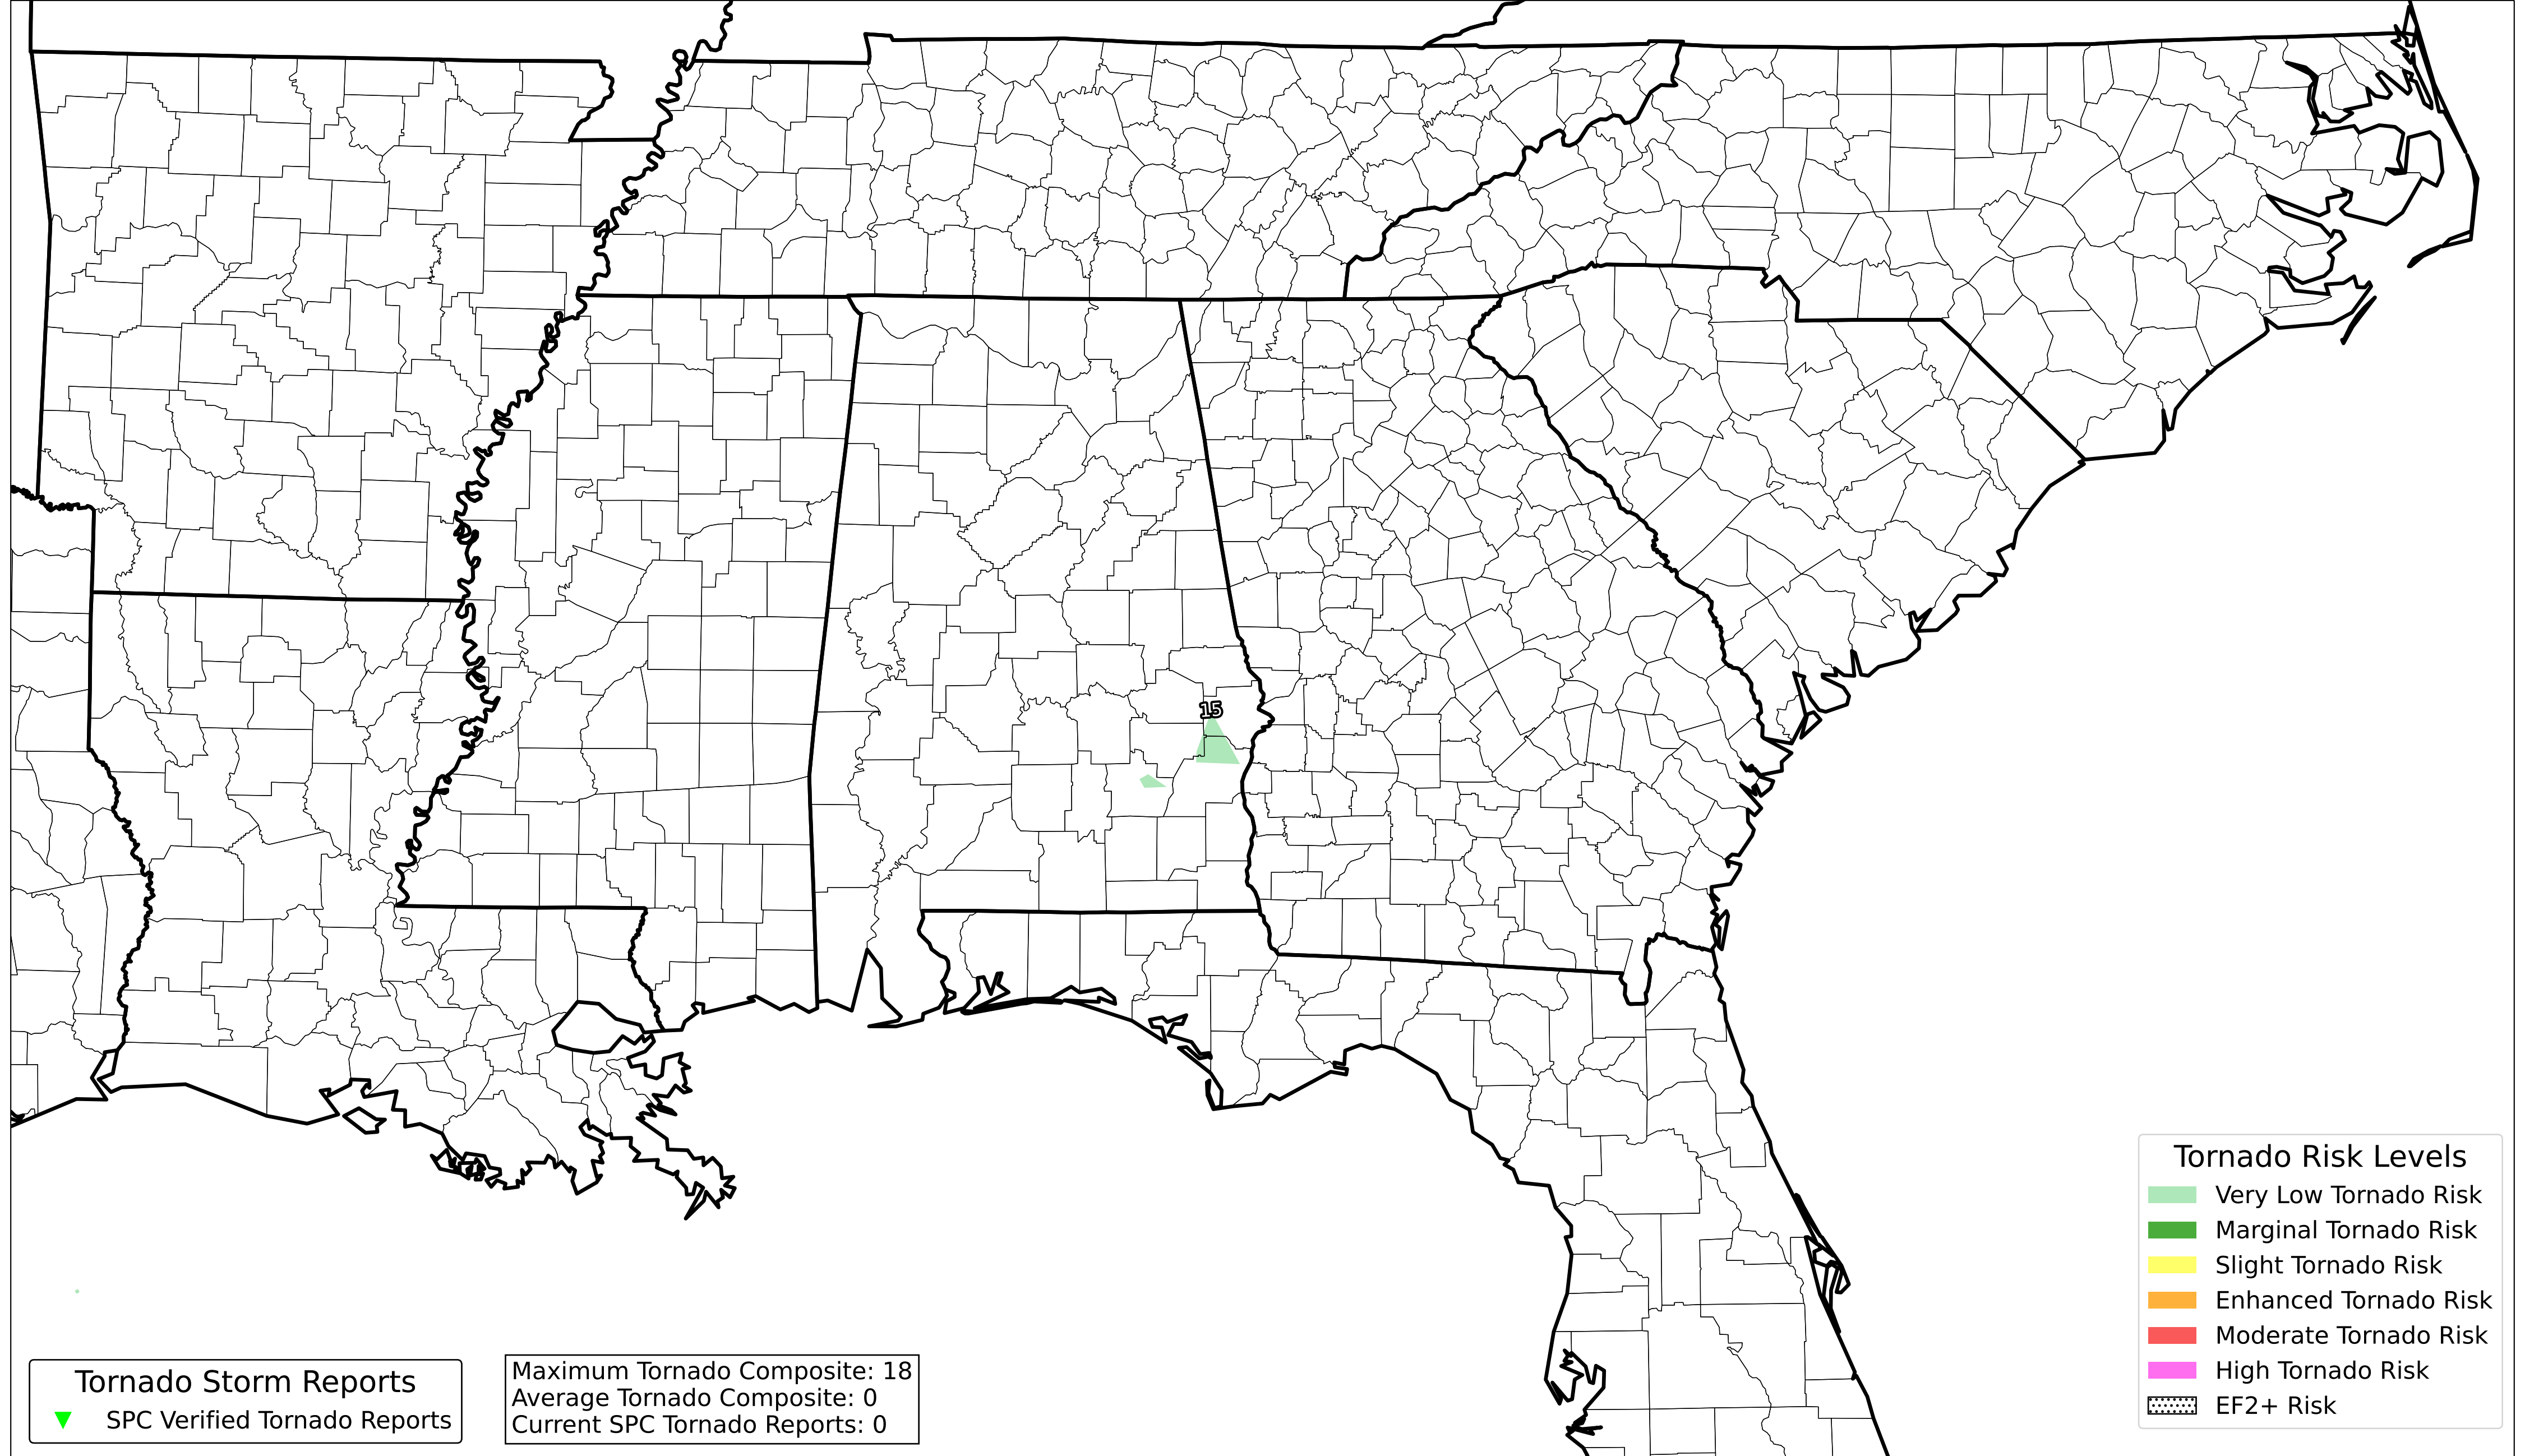 15
Tornado Risk Levels
Very Low Tornado Risk
Marginal Tornado Risk
Slight Tornado Risk
Enhanced Tornado Risk
Moderate Tornado Risk
High Tornado Risk
EF2+ Risk
Tornado Storm Reports
SPC Verified Tornado Reports
Maximum Tornado Composite: 18
Average Tornado Composite: 0
Current SPC Tornado Reports: 0